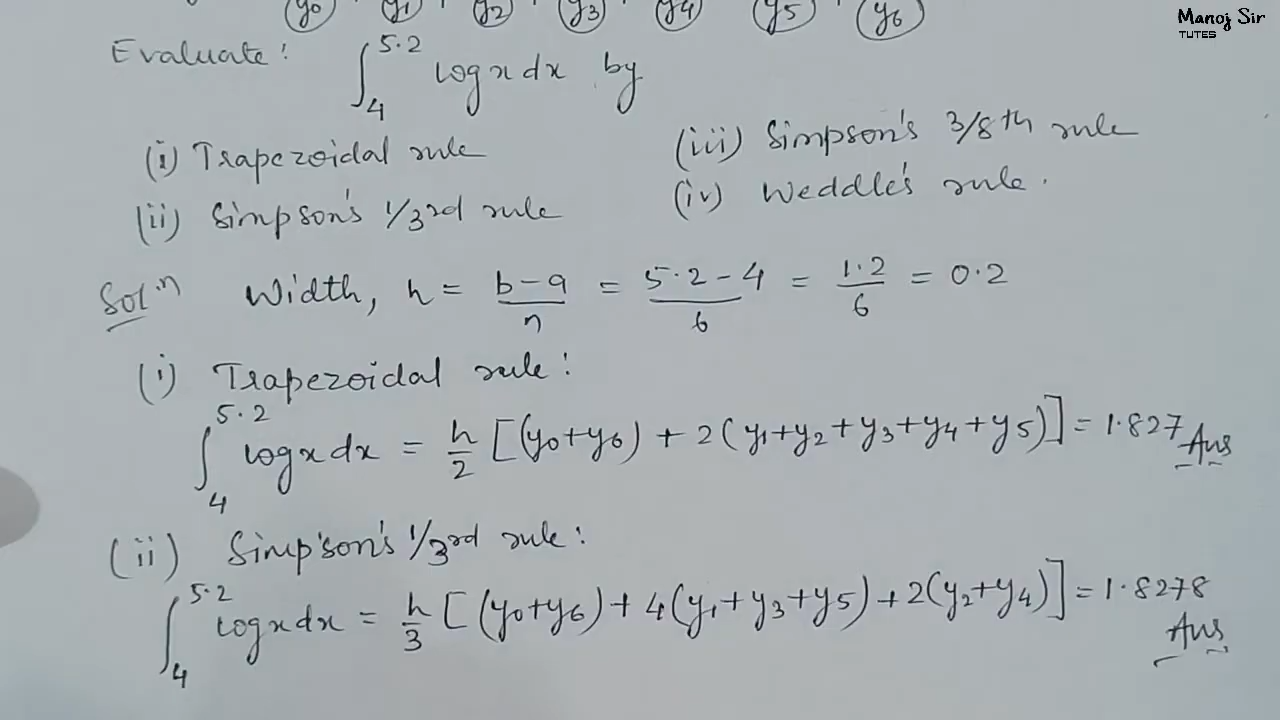 y0 y1 y2 y3 y4 y5 y6
Manoj Sir
TUTES
Evaluate: ∫₄^5.2 log x dx by
(i) Trapezoidal rule
(ii) Simpson's 1/3rd rule
(iii) Simpson's 3/8th rule
(iv) Weddle's rule.
Solⁿ Width, h = (b-a)/n = (5.2-4)/6 = 1.2/6 = 0.2
(i) Trapezoidal rule:
∫₄^5.2 log x dx = h/2 [(y0+y6) + 2(y1+y2+y3+y4+y5)] = 1.827 Ans
(ii) Simpson's 1/3rd rule:
∫₄^5.2 log x dx = h/3 [(y0+y6) + 4(y1+y3+y5) + 2(y2+y4)] = 1.8278
Ans